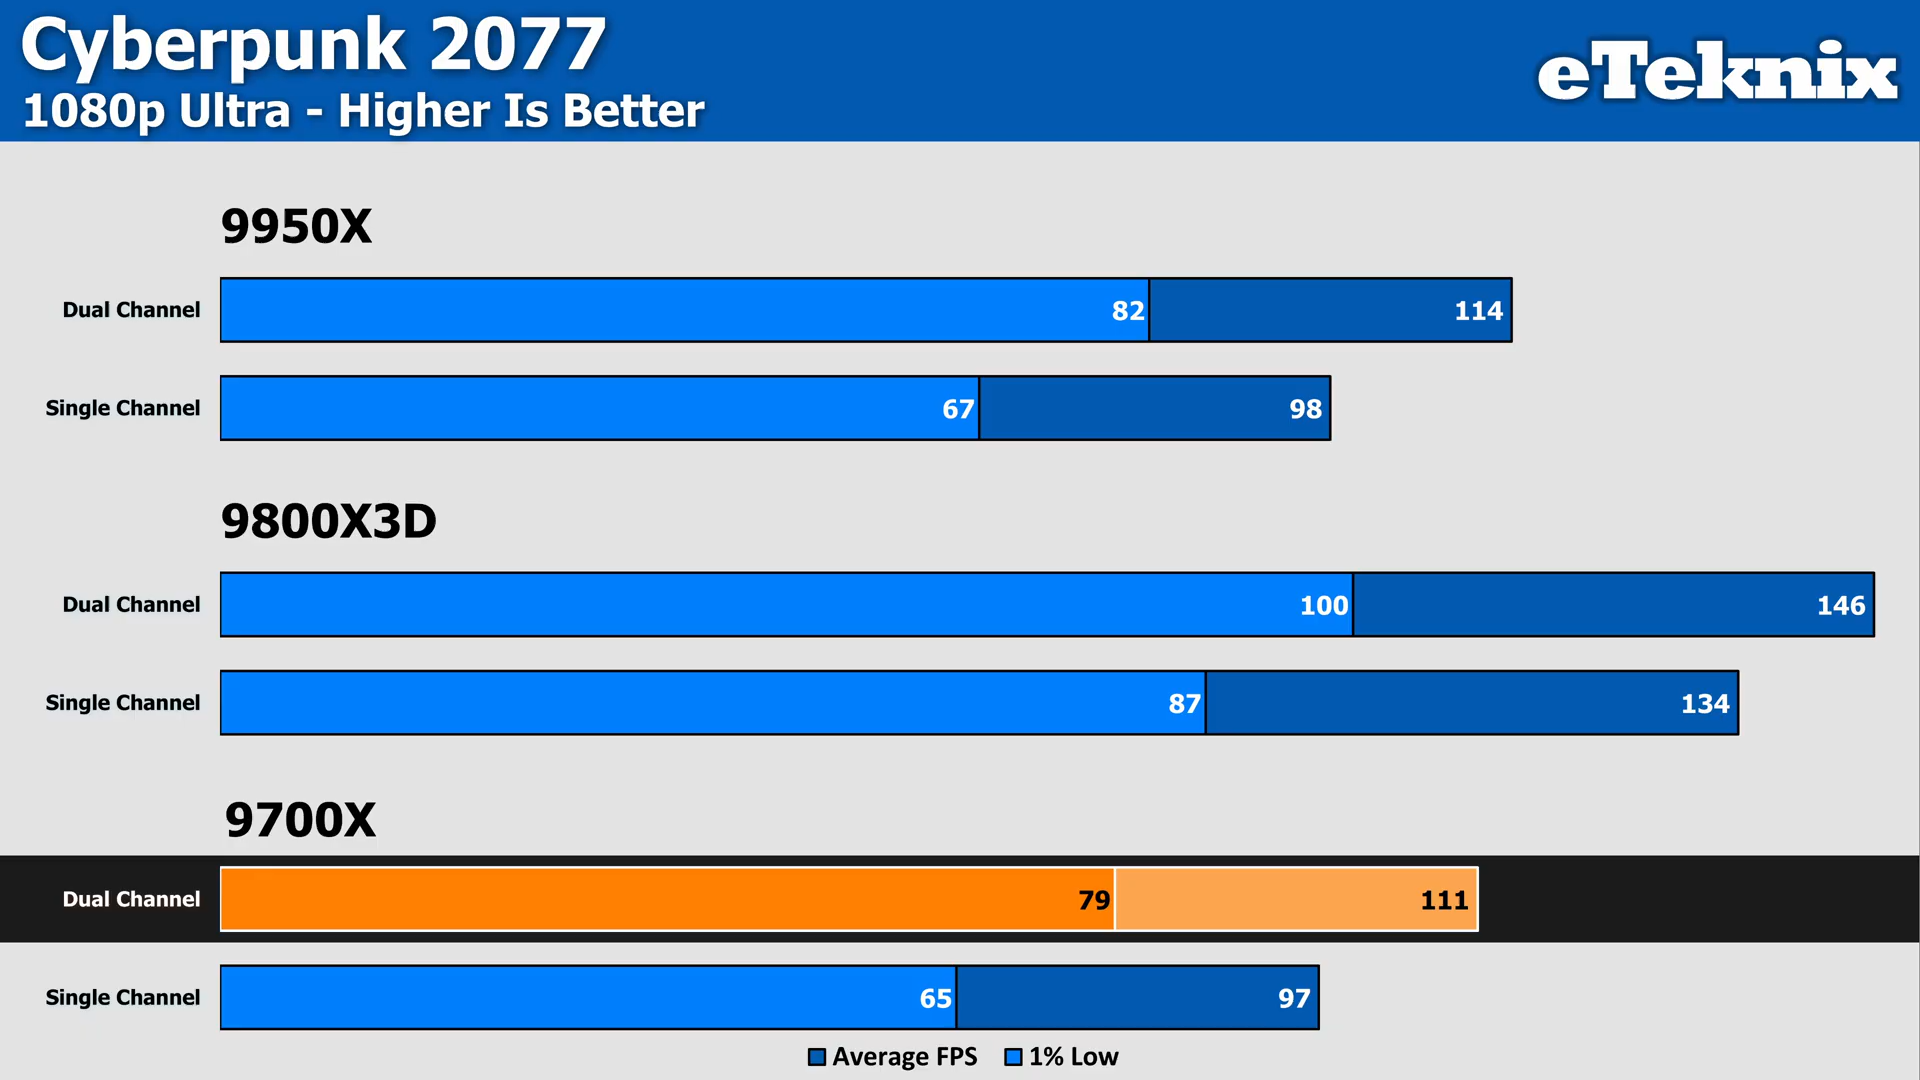 Cyberpunk 2077
1080p Ultra - Higher Is Better
eTeknix
9950X
Dual Channel 82 114
Single Channel 67 98
9800X3D
Dual Channel 100 146
Single Channel 87 134
9700X
Dual Channel 79 111
Single Channel 65 97
Average FPS 1% Low